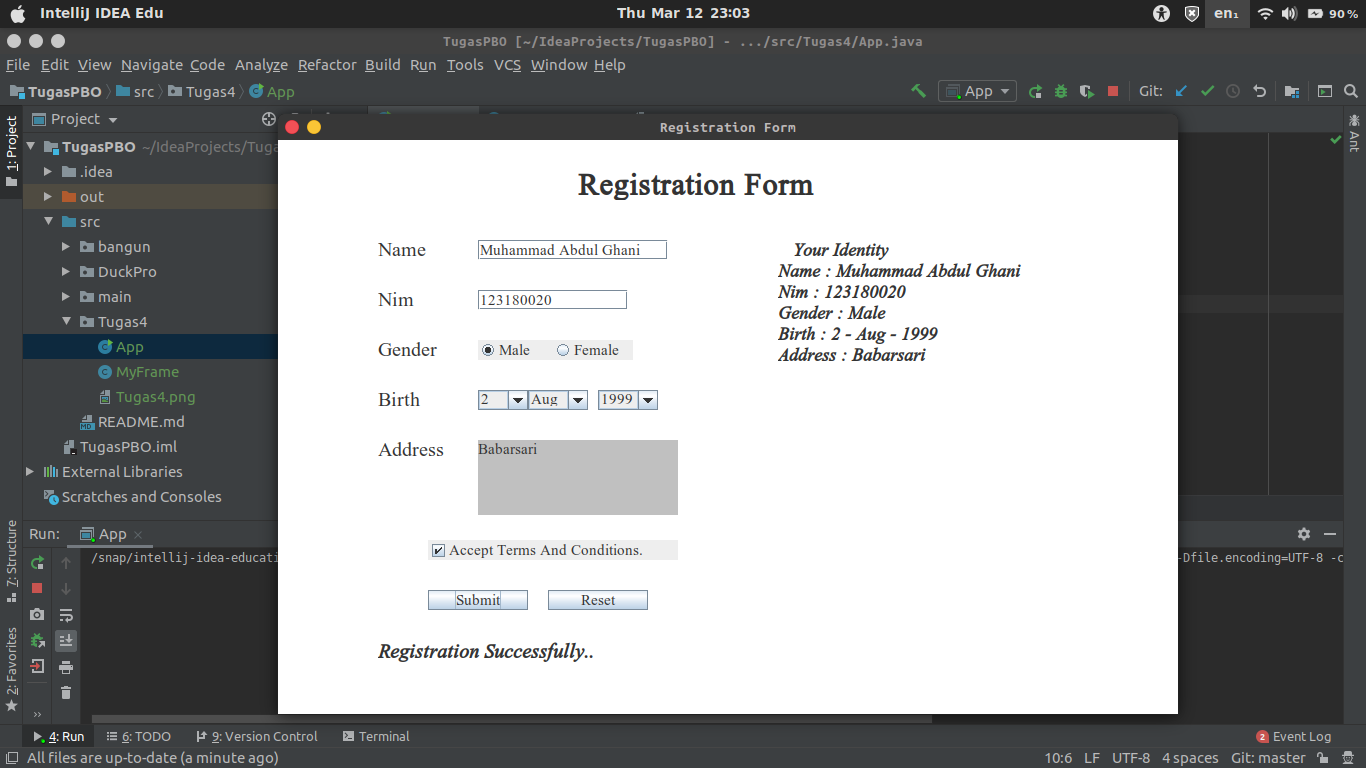 IntelliJ IDEA Edu Thu Mar 12 23:03 en₁ 90 %
TugasPBO [~/IdeaProjects/TugasPBO] - .../src/Tugas4/App.java
File Edit View Navigate Code Analyze Refactor Build Run Tools VCS Window Help
TugasPBO src Tugas4 App App Git:
1: Project
Project
TugasPBO ~/IdeaProjects/Tuga
.idea
out
src
bangun
DuckPro
main
Tugas4
App
MyFrame
Tugas4.png
README.md
TugasPBO.iml
External Libraries
Scratches and Consoles
Ant
Registration Form
Registration Form
Name Muhammad Abdul Ghani
Nim 123180020
Gender Male Female
Birth 2 Aug 1999
Address Babarsari
Accept Terms And Conditions.
Submit Reset
Registration Successfully..
Your Identity
Name : Muhammad Abdul Ghani
Nim : 123180020
Gender : Male
Birth : 2 - Aug - 1999
Address : Babarsari
7: Structure
2: Favorites
Run: App
/snap/intellij-idea-educati -Dfile.encoding=UTF-8 -c
4: Run 6: TODO 9: Version Control Terminal 2 Event Log
All files are up-to-date (a minute ago) 10:6 LF UTF-8 4 spaces Git: master